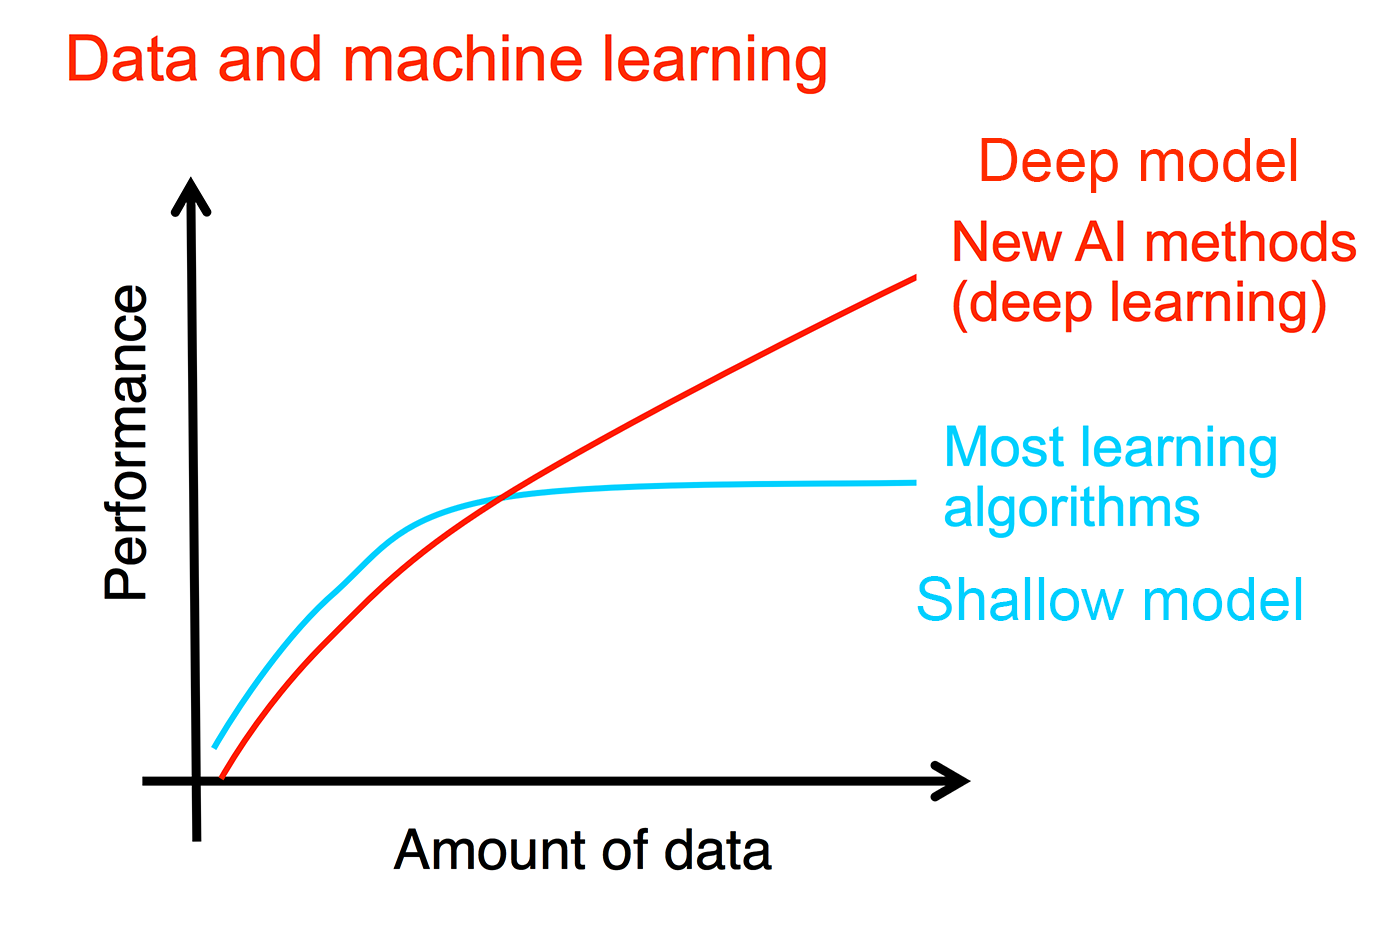 Data and machine learning
Deep model
New AI methods
(deep learning)
Performance
Most learning
algorithms
Shallow model
Amount of data